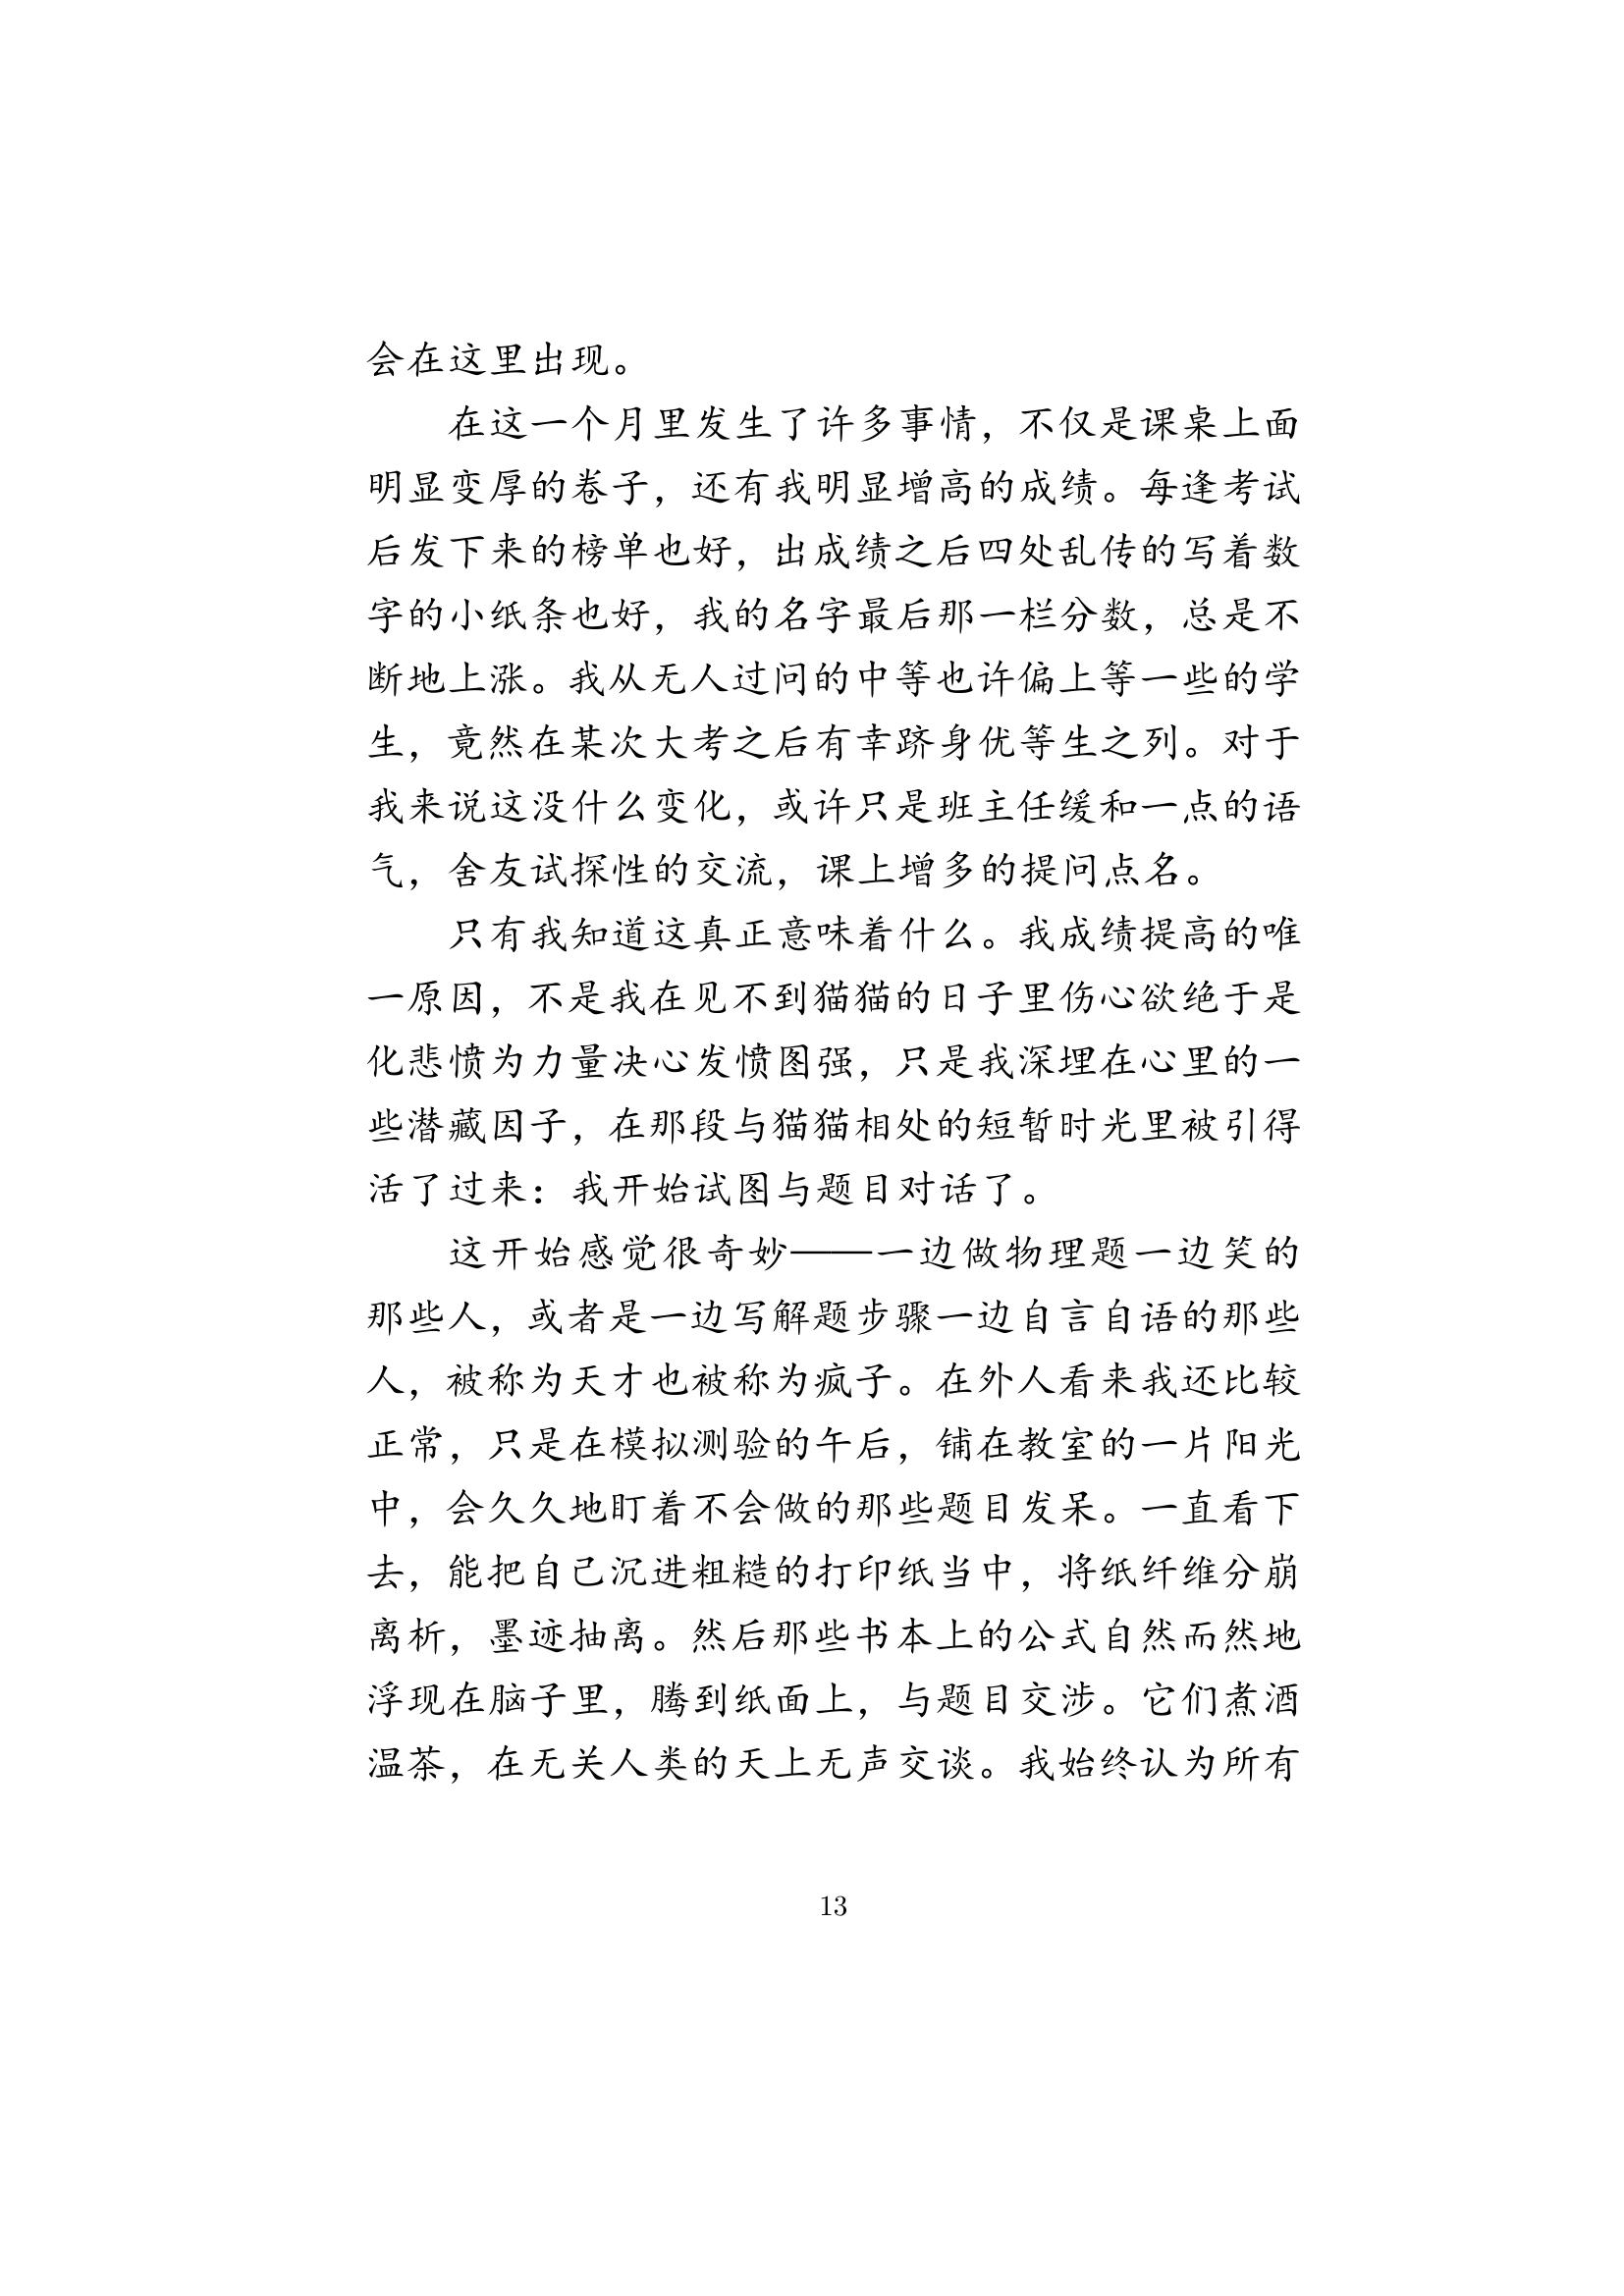 会在这里出现。
在这一个月里发生了许多事情，不仅是课桌上面
明显变厚的卷子，还有我明显增高的成绩。每逢考试
后发下来的榜单也好，出成绩之后四处乱传的写着数
字的小纸条也好，我的名字最后那一栏分数，总是不
断地上涨。我从无人过问的中等也许偏上等一些的学
生，竟然在某次大考之后有幸跻身优等生之列。对于
我来说这没什么变化，或许只是班主任缓和一点的语
气，舍友试探性的交流，课上增多的提问点名。
只有我知道这真正意味着什么。我成绩提高的唯
一原因，不是我在见不到猫猫的日子里伤心欲绝于是
化悲愤为力量决心发愤图强，只是我深埋在心里的一
些潜藏因子，在那段与猫猫相处的短暂时光里被引得
活了过来：我开始试图与题目对话了。
这开始感觉很奇妙——一边做物理题一边笑的
那些人，或者是一边写解题步骤一边自言自语的那些
人，被称为天才也被称为疯子。在外人看来我还比较
正常，只是在模拟测验的午后，铺在教室的一片阳光
中，会久久地盯着不会做的那些题目发呆。一直看下
去，能把自己沉进粗糙的打印纸当中，将纸纤维分崩
离析，墨迹抽离。然后那些书本上的公式自然而然地
浮现在脑子里，腾到纸面上，与题目交涉。它们煮酒
温茶，在无关人类的天上无声交谈。我始终认为所有
13